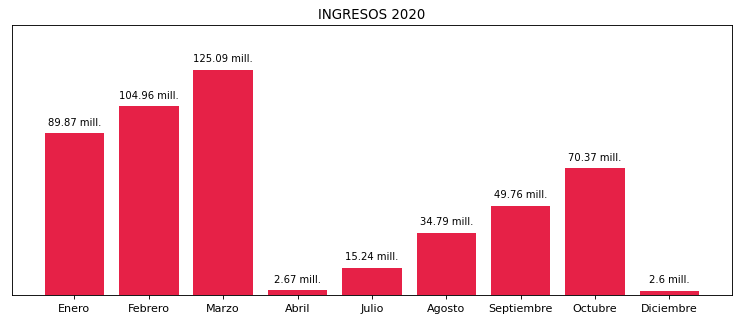 INGRESOS 2020
89.87 mill.
104.96 mill.
125.09 mill.
2.67 mill.
15.24 mill.
34.79 mill.
49.76 mill.
70.37 mill.
2.6 mill.
Enero
Febrero
Marzo
Abril
Julio
Agosto
Septiembre
Octubre
Diciembre